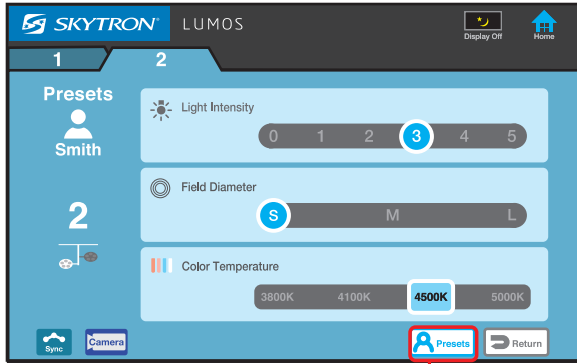 SKYTRON® LUMOS
Display Off
Home
1
2
Presets
Smith
2
Light Intensity
0 1 2 3 4 5
Field Diameter
S M L
Color Temperature
3800K 4100K 4500K 5000K
Sync
Camera
Presets
Return